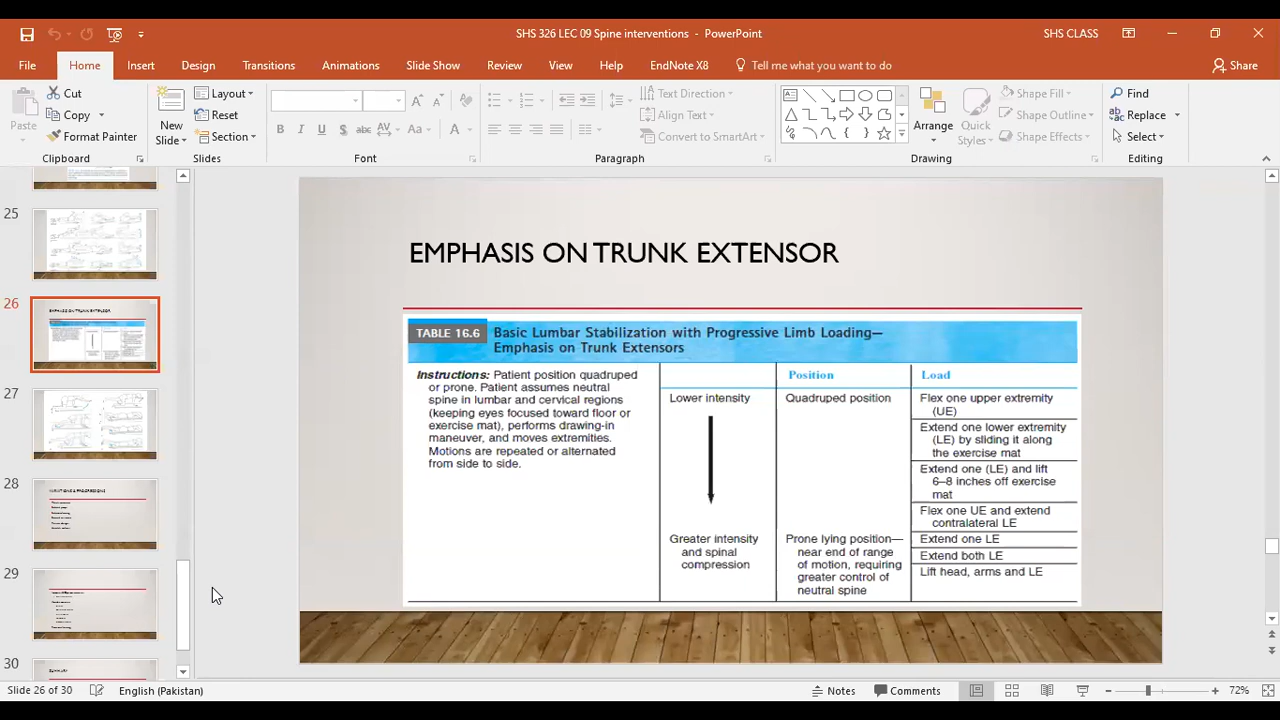 SHS 326 LEC 09 Spine interventions - PowerPoint
SHS CLASS
File
Home
Insert
Design
Transitions
Animations
Slide Show
Review
View
Help
EndNote X8
Tell me what you want to do
Share
Paste
Cut
Copy
Format Painter
Clipboard
New
Slide
Layout
Reset
Section
Slides
B I U S abc AV Aa A
Font
Text Direction
Align Text
Convert to SmartArt
Paragraph
Arrange
Quick
Styles
Shape Fill
Shape Outline
Shape Effects
Drawing
Find
Replace
Select
Editing
25
26
EMPHASIS ON TRUNK EXTENSOR
27
28
VARIATIONS & PROGRESSIONS
29
30
SUMMARY
EMPHASIS ON TRUNK EXTENSOR
TABLE 16.6
Basic Lumbar Stabilization with Progressive Limb Loading—
Emphasis on Trunk Extensors
Instructions: Patient position quadruped
or prone. Patient assumes neutral
spine in lumbar and cervical regions
(keeping eyes focused toward floor or
exercise mat), performs drawing-in
maneuver, and moves extremities.
Motions are repeated or alternated
from side to side.
Position
Load
Lower intensity
Quadruped position
Flex one upper extremity
(UE)
Extend one lower extremity
(LE) by sliding it along
the exercise mat
Extend one (LE) and lift
6–8 inches off exercise
mat
Flex one UE and extend
contralateral LE
Greater intensity
and spinal
compression
Prone lying position—
near end of range
of motion, requiring
greater control of
neutral spine
Extend one LE
Extend both LE
Lift head, arms and LE
Slide 26 of 30
English (Pakistan)
Notes
Comments
72%